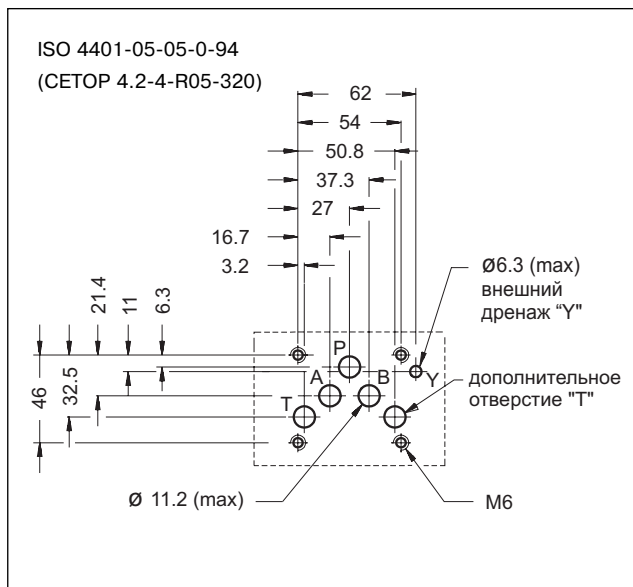 ISO 4401-05-05-0-94
(CETOP 4.2-4-R05-320)
62
54
50.8
37.3
27
16.7
3.2
21.4
11
6.3
46
32.5
P
A
B
T
Y
Ø6.3 (max)
внешний
дренаж "Y"
дополнительное
отверстие "T"
Ø 11.2 (max)
M6